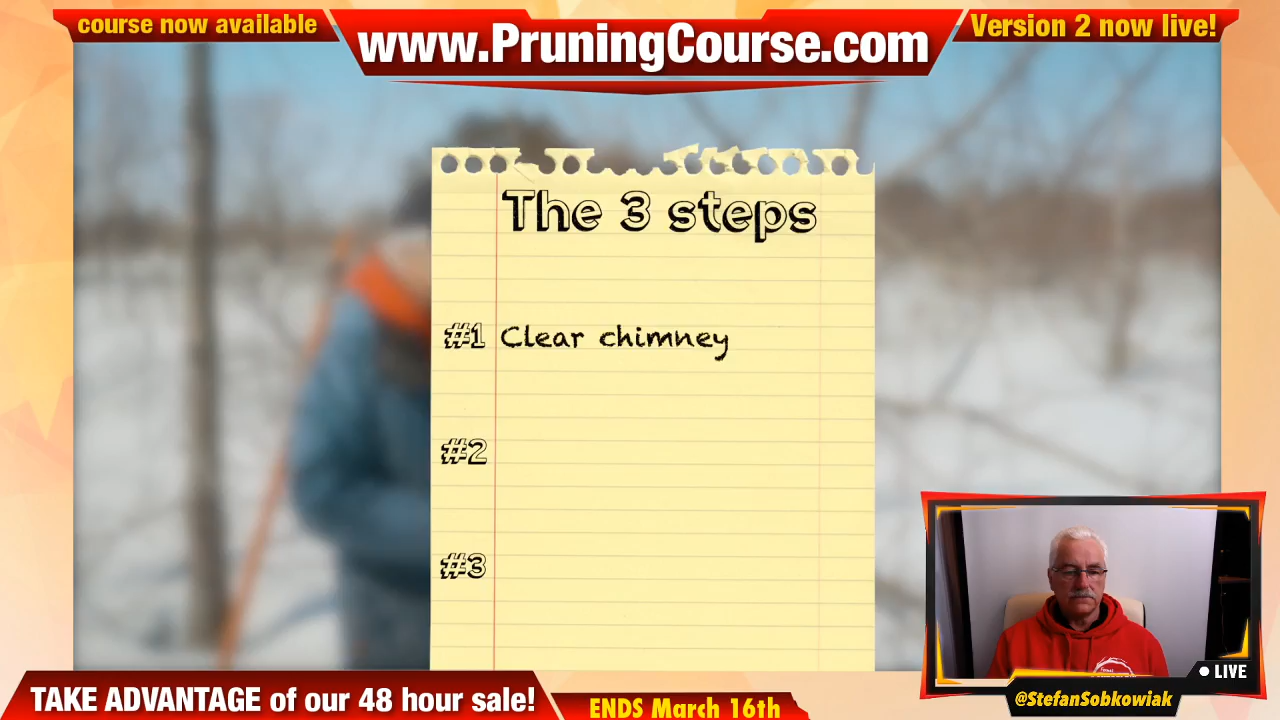 course now available
www.PruningCourse.com
Version 2 now live!
The 3 steps
#1 Clear chimney
#2
#3
LIVE
@StefanSobkowiak
TAKE ADVANTAGE of our 48 hour sale!
ENDS March 16th